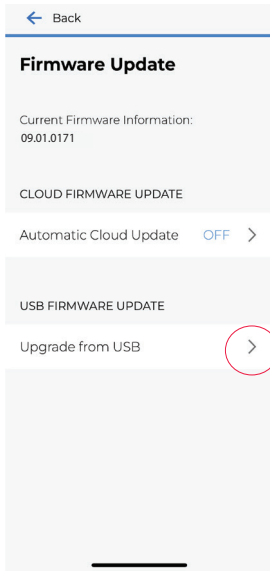 Back
Firmware Update
Current Firmware Information:
09.01.0171
CLOUD FIRMWARE UPDATE
Automatic Cloud Update OFF
USB FIRMWARE UPDATE
Upgrade from USB